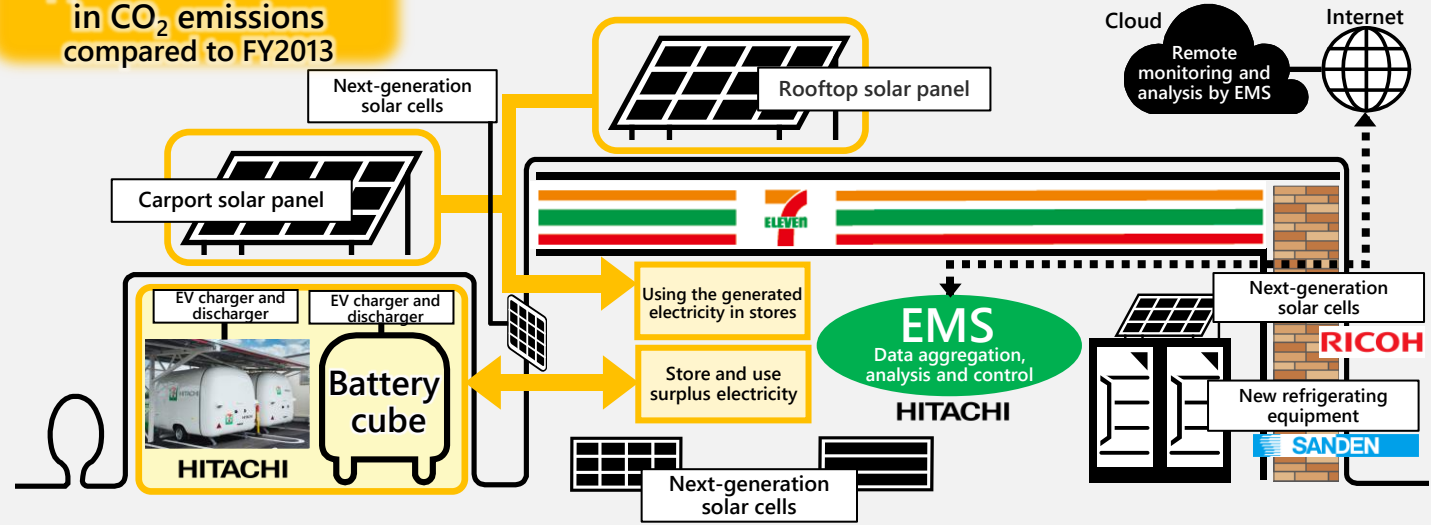 in CO₂ emissions
compared to FY2013
Next-generation
solar cells
Rooftop solar panel
Cloud
Internet
Remote
monitoring and
analysis by EMS
Carport solar panel
7
ELEVEn
EV charger and
discharger
EV charger and
discharger
Battery
cube
HITACHI
Using the generated
electricity in stores
Store and use
surplus electricity
EMS
Data aggregation,
analysis and control
HITACHI
Next-generation
solar cells
RICOH
New refrigerating
equipment
SANDEN
Next-generation
solar cells